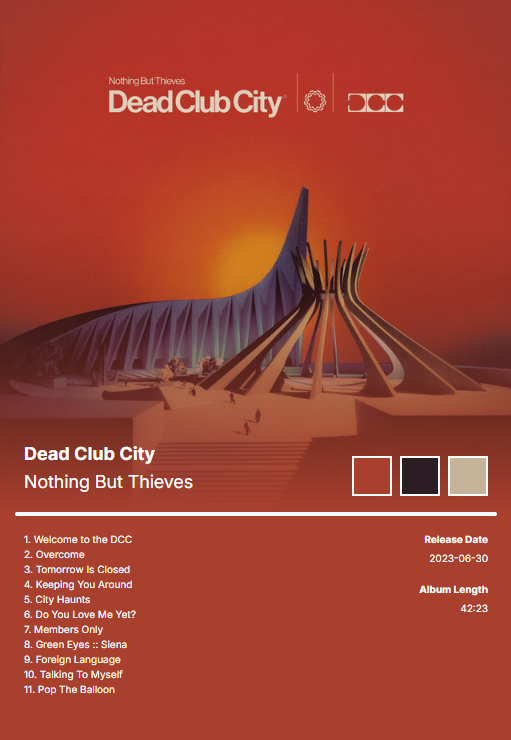 Nothing But Thieves
Dead Club City
DCC
Dead Club City
Nothing But Thieves
1. Welcome to the DCC
2. Overcome
3. Tomorrow Is Closed
4. Keeping You Around
5. City Haunts
6. Do You Love Me Yet?
7. Members Only
8. Green Eyes :: Siena
9. Foreign Language
10. Talking To Myself
11. Pop The Balloon
Release Date
2023-06-30
Album Length
42:23